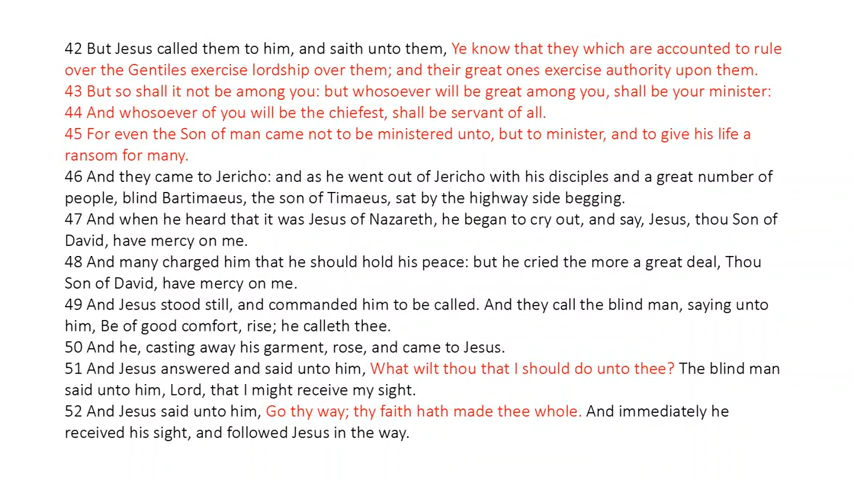 42 But Jesus called them to him, and saith unto them, Ye know that they which are accounted to rule
over the Gentiles exercise lordship over them; and their great ones exercise authority upon them.
43 But so shall it not be among you: but whosoever will be great among you, shall be your minister:
44 And whosoever of you will be the chiefest, shall be servant of all.
45 For even the Son of man came not to be ministered unto, but to minister, and to give his life a
ransom for many.
46 And they came to Jericho: and as he went out of Jericho with his disciples and a great number of
people, blind Bartimaeus, the son of Timaeus, sat by the highway side begging.
47 And when he heard that it was Jesus of Nazareth, he began to cry out, and say, Jesus, thou Son of
David, have mercy on me.
48 And many charged him that he should hold his peace: but he cried the more a great deal, Thou
Son of David, have mercy on me.
49 And Jesus stood still, and commanded him to be called. And they call the blind man, saying unto
him, Be of good comfort, rise; he calleth thee.
50 And he, casting away his garment, rose, and came to Jesus.
51 And Jesus answered and said unto him, What wilt thou that I should do unto thee? The blind man
said unto him, Lord, that I might receive my sight.
52 And Jesus said unto him, Go thy way; thy faith hath made thee whole. And immediately he
received his sight, and followed Jesus in the way.